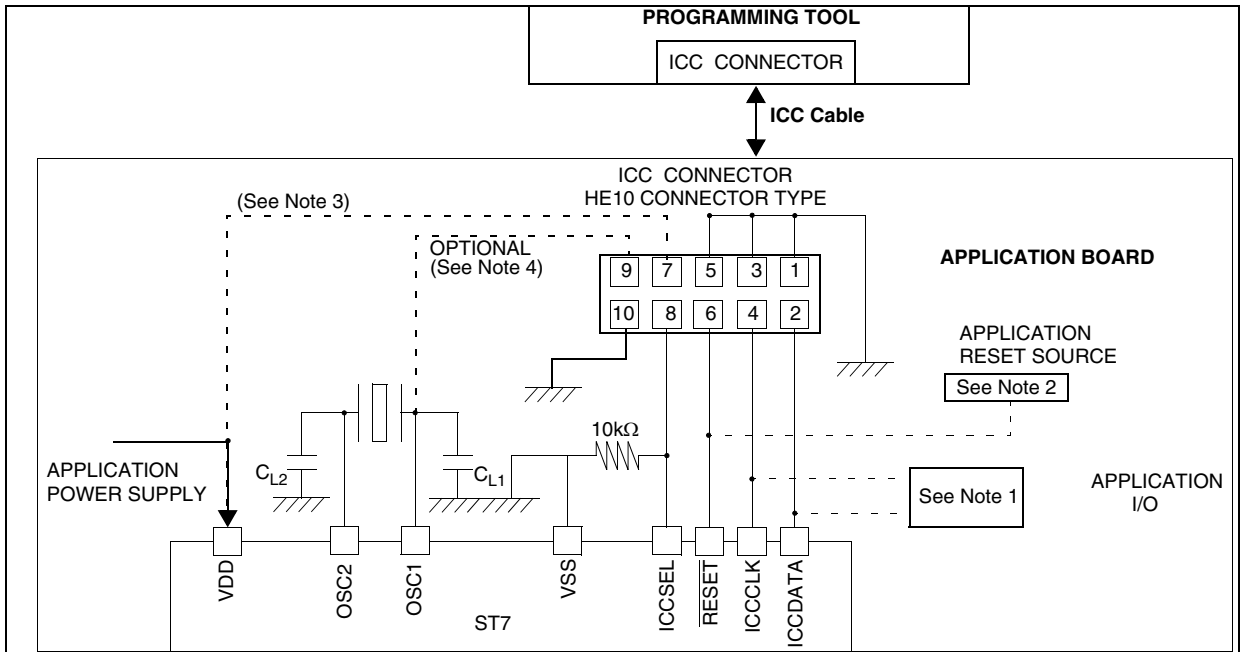 PROGRAMMING TOOL
ICC CONNECTOR
ICC Cable
ICC CONNECTOR
HE10 CONNECTOR TYPE
(See Note 3)
OPTIONAL
(See Note 4)
9 7 5 3 1
10 8 6 4 2
APPLICATION BOARD
APPLICATION
RESET SOURCE
See Note 2
10kΩ
APPLICATION
POWER SUPPLY
CL2
CL1
See Note 1
APPLICATION
I/O
VDD
OSC2
OSC1
VSS
ICCSEL
RESET
ICCCLK
ICCDATA
ST7